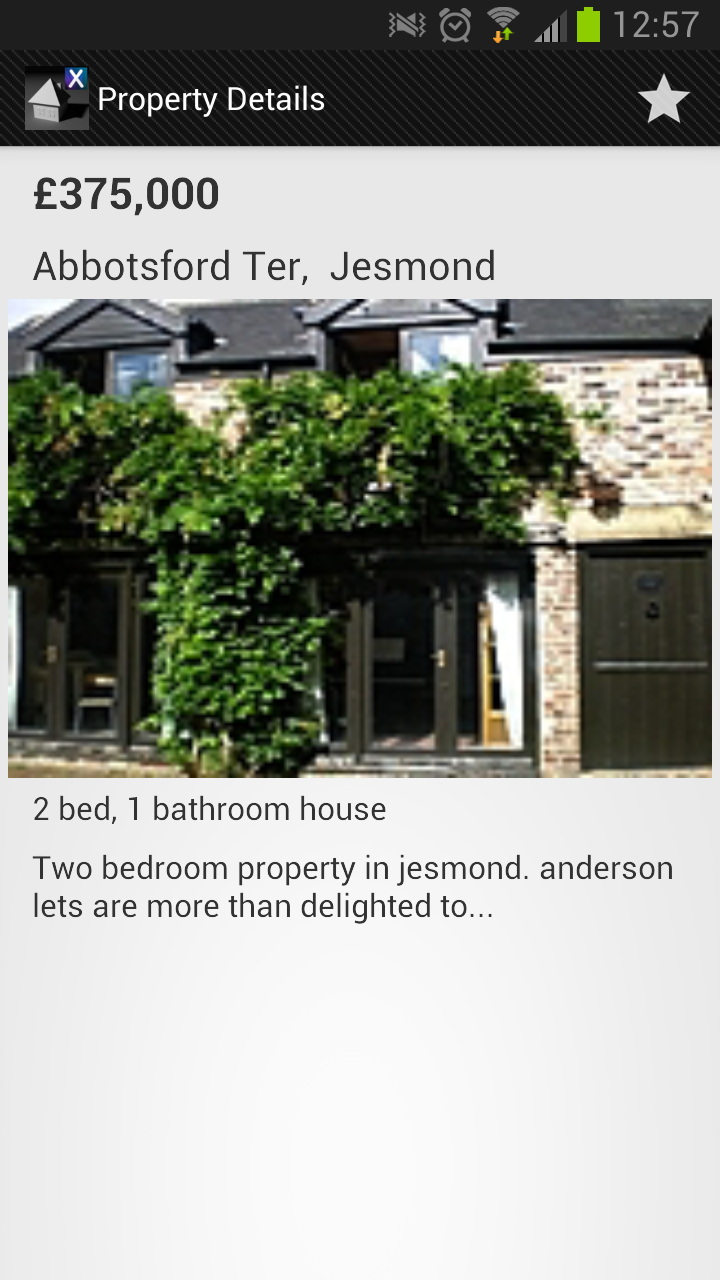 12:57
X
Property Details
£375,000
Abbotsford Ter,  Jesmond
2 bed, 1 bathroom house
Two bedroom property in jesmond. anderson
lets are more than delighted to...